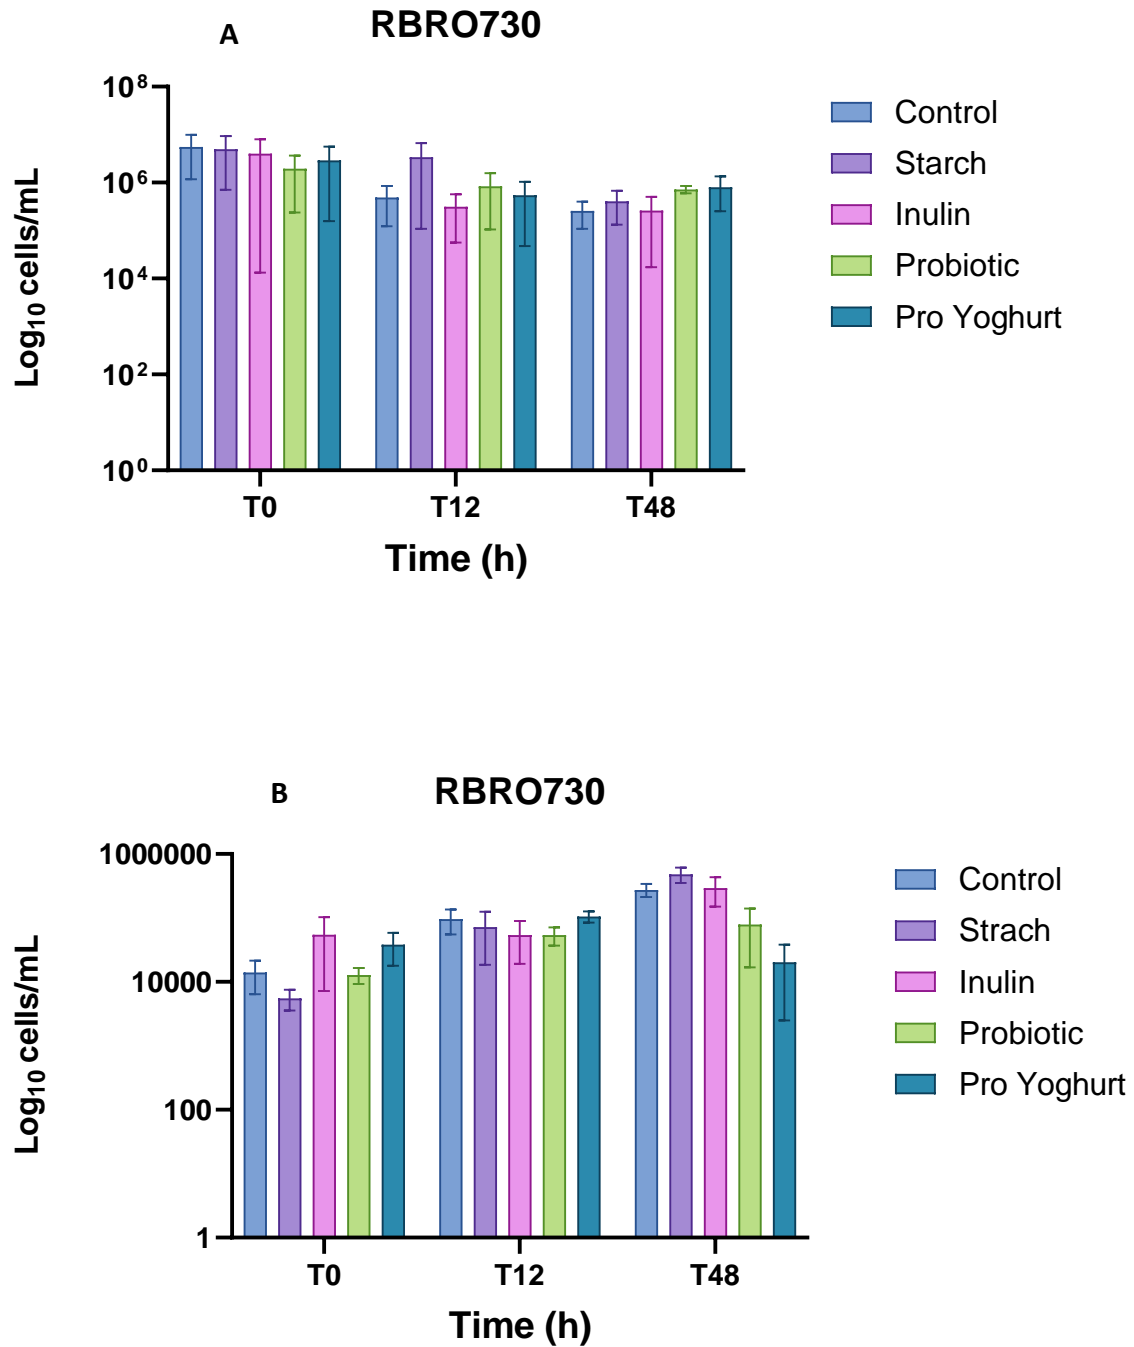 A
RBRO730
10⁸
10⁶
10⁴
10²
10⁰
Log₁₀ cells/mL
T0
T12
T48
Time (h)
Control
Starch
Inulin
Probiotic
Pro Yoghurt
B
RBRO730
1000000
10000
100
1
Log₁₀ cells/mL
T0
T12
T48
Time (h)
Control
Strach
Inulin
Probiotic
Pro Yoghurt